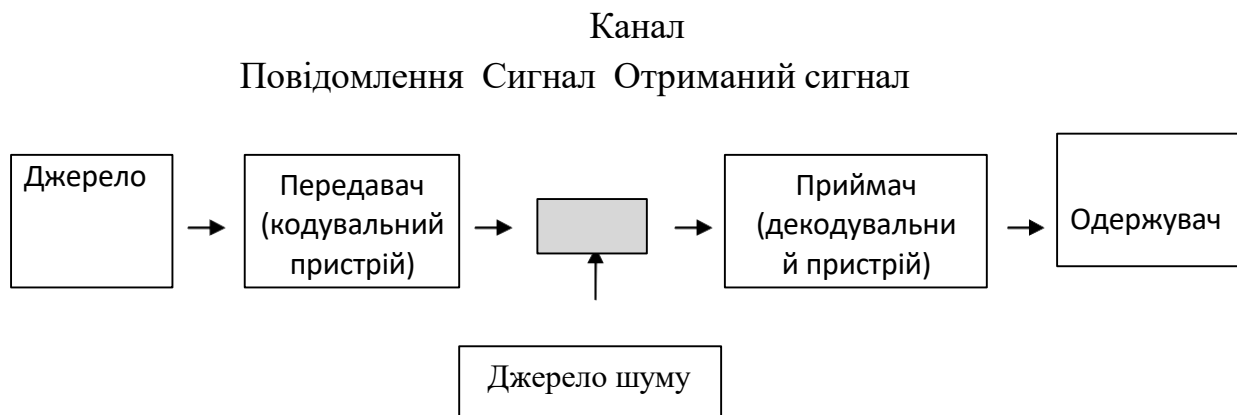 Канал
Повідомлення Сигнал Отриманий сигнал
Джерело
Передавач
(кодувальний
пристрій)
Приймач
(декодувальни
й пристрій)
Одержувач
Джерело шуму